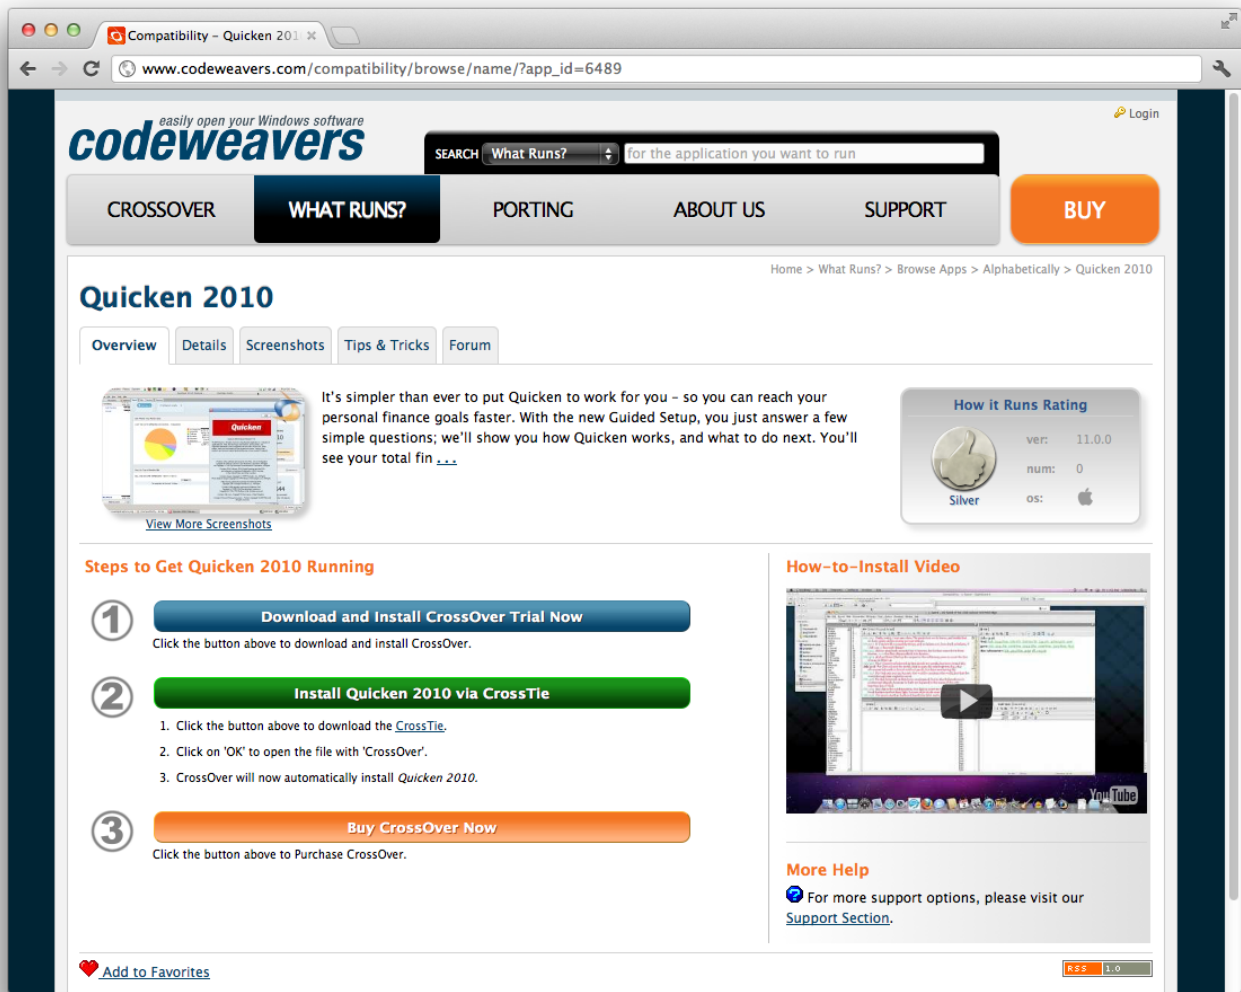 Compatibility – Quicken 201
www.codeweavers.com/compatibility/browse/name/?app_id=6489
Login
easily open your Windows software
codeweavers
SEARCH What Runs? for the application you want to run
CROSSOVER WHAT RUNS? PORTING ABOUT US SUPPORT BUY
Home > What Runs? > Browse Apps > Alphabetically > Quicken 2010
Quicken 2010
Overview Details Screenshots Tips & Tricks Forum
It's simpler than ever to put Quicken to work for you – so you can reach your
personal finance goals faster. With the new Guided Setup, you just answer a few
simple questions; we'll show you how Quicken works, and what to do next. You'll
see your total fin ...
Quicken
View More Screenshots
How it Runs Rating
ver: 11.0.0
num: 0
os:
Silver
Steps to Get Quicken 2010 Running
1
Download and Install CrossOver Trial Now
Click the button above to download and install CrossOver.
2
Install Quicken 2010 via CrossTie
1. Click the button above to download the CrossTie.
2. Click on 'OK' to open the file with 'CrossOver'.
3. CrossOver will now automatically install Quicken 2010.
3
Buy CrossOver Now
Click the button above to Purchase CrossOver.
How-to-Install Video
YouTube
More Help
? For more support options, please visit our
Support Section.
Add to Favorites
RSS 1.0